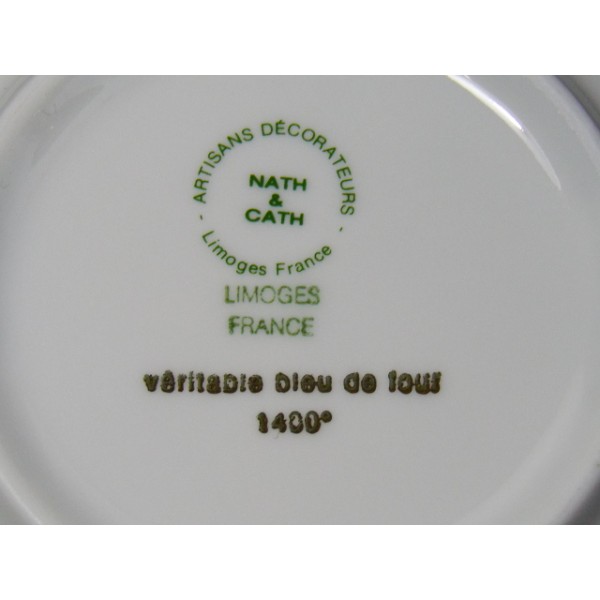 - ARTISANS DÉCORATEURS -
NATH
&
CATH
Limoges France
LIMOGES
FRANCE
véritable bleu de four
1400°